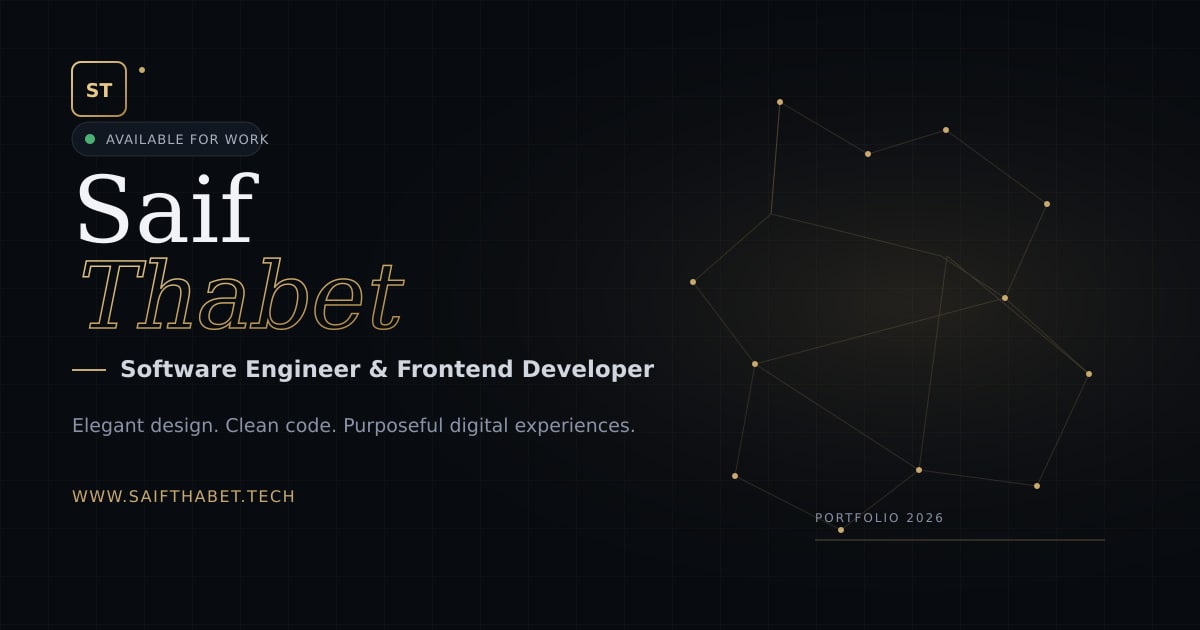 ST
AVAILABLE FOR WORK
Saif
Thabet
Software Engineer & Frontend Developer
Elegant design. Clean code. Purposeful digital experiences.
WWW.SAIFTHABET.TECH
PORTFOLIO 2026